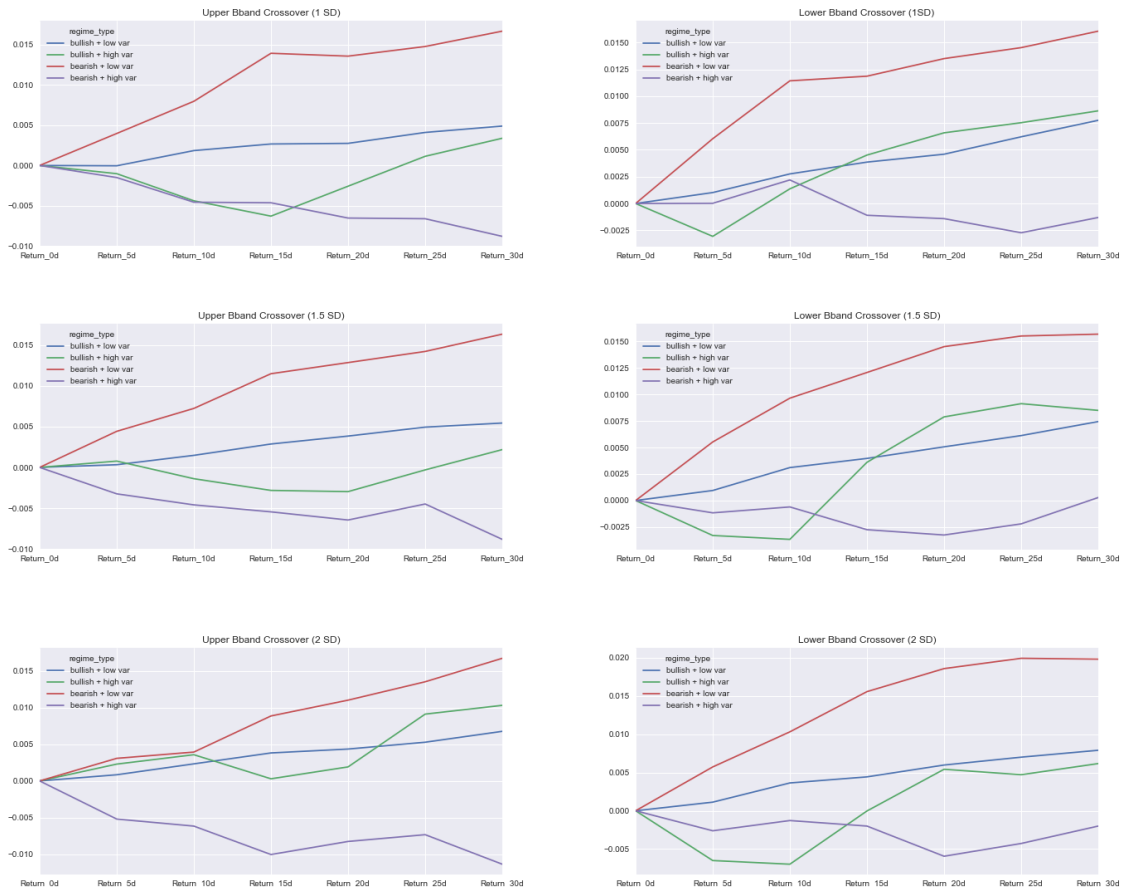 Upper Bband Crossover (1 SD)
regime_type
bullish + low var
bullish + high var
bearish + low var
bearish + high var
0.015
0.010
0.005
0.000
−0.005
−0.010
Return_0d Return_5d Return_10d Return_15d Return_20d Return_25d Return_30d
Lower Bband Crossover (1SD)
regime_type
bullish + low var
bullish + high var
bearish + low var
bearish + high var
0.0150
0.0125
0.0100
0.0075
0.0050
0.0025
0.0000
−0.0025
Return_0d Return_5d Return_10d Return_15d Return_20d Return_25d Return_30d
Upper Bband Crossover (1.5 SD)
regime_type
bullish + low var
bullish + high var
bearish + low var
bearish + high var
0.015
0.010
0.005
0.000
−0.005
−0.010
Return_0d Return_5d Return_10d Return_15d Return_20d Return_25d Return_30d
Lower Bband Crossover (1.5 SD)
regime_type
bullish + low var
bullish + high var
bearish + low var
bearish + high var
0.0150
0.0125
0.0100
0.0075
0.0050
0.0025
0.0000
−0.0025
Return_0d Return_5d Return_10d Return_15d Return_20d Return_25d Return_30d
Upper Bband Crossover (2 SD)
regime_type
bullish + low var
bullish + high var
bearish + low var
bearish + high var
0.015
0.010
0.005
0.000
−0.005
−0.010
Return_0d Return_5d Return_10d Return_15d Return_20d Return_25d Return_30d
Lower Bband Crossover (2 SD)
regime_type
bullish + low var
bullish + high var
bearish + low var
bearish + high var
0.020
0.015
0.010
0.005
0.000
−0.005
Return_0d Return_5d Return_10d Return_15d Return_20d Return_25d Return_30d